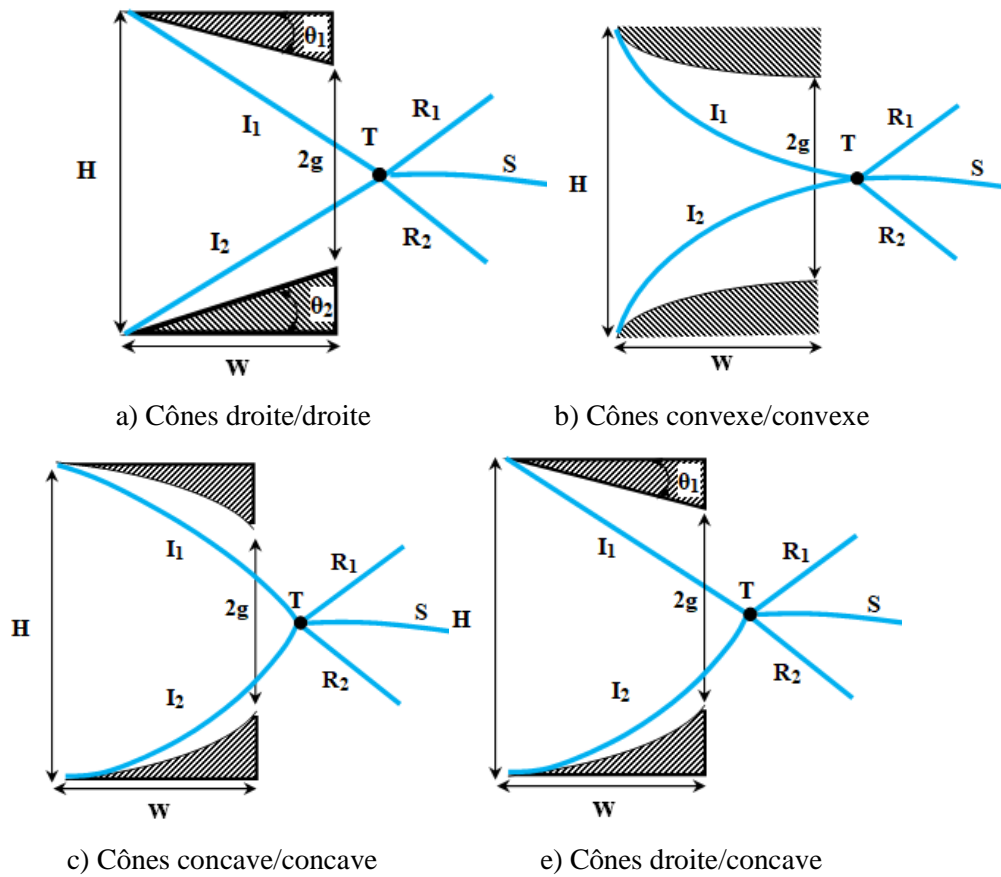 θ1
I1
T
R1
H
2g
S
I2
R2
θ2
W
a) Cônes droite/droite
I1
R1
2g
T
H
S
I2
R2
W
b) Cônes convexe/convexe
I1
R1
T
2g
S
H
R2
I2
W
c) Cônes concave/concave
θ1
I1
R1
T
2g
S
H
R2
I2
W
e) Cônes droite/concave